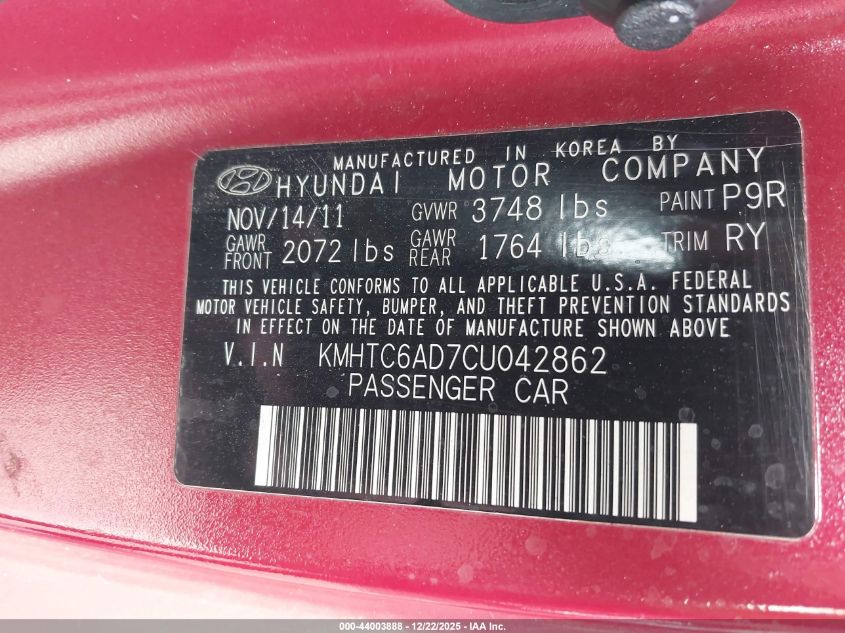 MANUFACTURED IN KOREA BY
HYUNDAI MOTOR COMPANY
NOV/14/11 GVWR 3748 lbs PAINT P9R
GAWR FRONT 2072 lbs GAWR REAR 1764 lbs TRIM RY
THIS VEHICLE CONFORMS TO ALL APPLICABLE U.S.A. FEDERAL
MOTOR VEHICLE SAFETY, BUMPER, AND THEFT PREVENTION STANDARDS
IN EFFECT ON THE DATE OF MANUFACTURE SHOWN ABOVE
V.I.N KMHTC6AD7CU042862
PASSENGER CAR
000-44003888 - 12/22/2025 - IAA Inc.